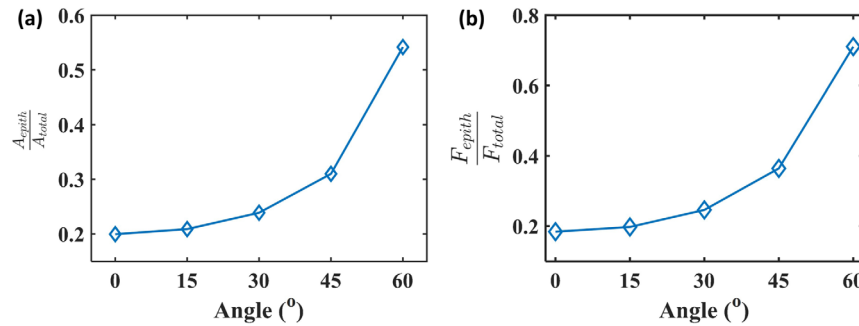 (a)
0.6
0.5
0.4
0.3
0.2
A_epith
A_total
0 15 30 45 60
Angle (°)
(b)
0.8
0.6
0.4
0.2
F_epith
F_total
0 15 30 45 60
Angle (°)